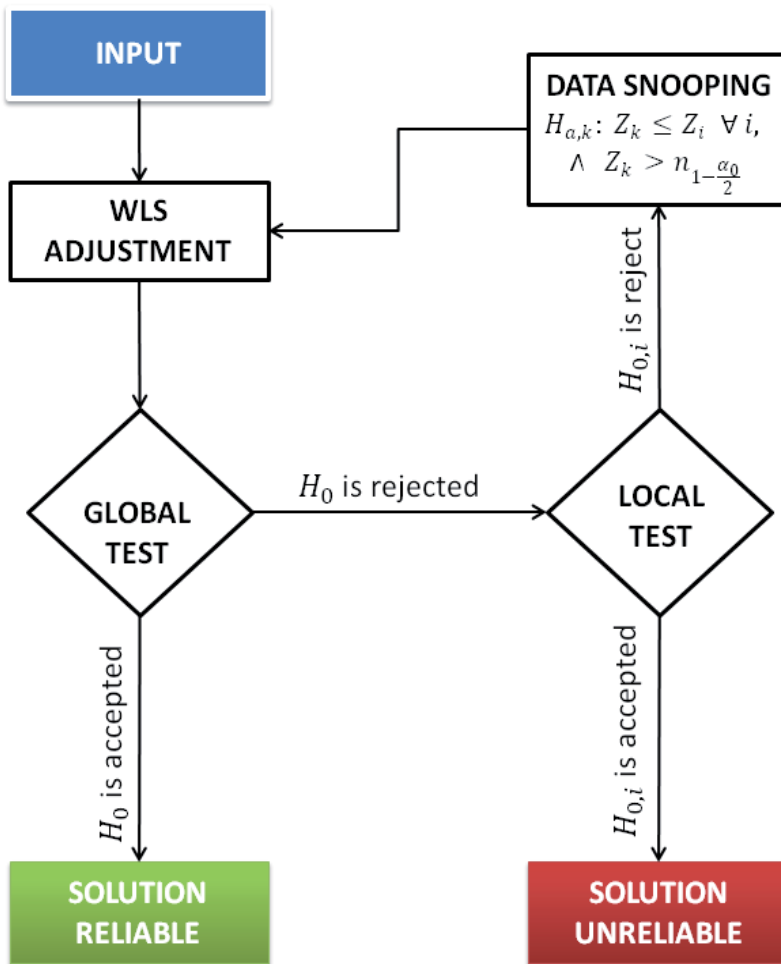 INPUT
DATA SNOOPING
H_{a,k}: Z_k ≤ Z_i ∀ i,
∧ Z_k > n_{1-\frac{α_0}{2}}
WLS
ADJUSTMENT
H_{0,i} is reject
GLOBAL
TEST
H_0 is rejected
LOCAL
TEST
H_0 is accepted
H_{0,i} is accepted
SOLUTION
RELIABLE
SOLUTION
UNRELIABLE